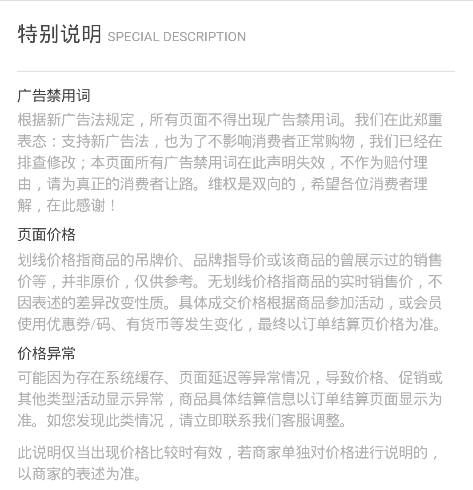 特别说明 SPECIAL DESCRIPTION
广告禁用词
根据新广告法规定，所有页面不得出现广告禁用词。我们在此郑重
表态：支持新广告法，也为了不影响消费者正常购物，我们已经在
排查修改；本页面所有广告禁用词在此声明失效，不作为赔付理
由，请为真正的消费者让路。维权是双向的，希望各位消费者理
解，在此感谢！
页面价格
划线价格指商品的吊牌价、品牌指导价或该商品的曾展示过的销售
价等，并非原价，仅供参考。无划线价格指商品的实时销售价，不
因表述的差异改变性质。具体成交价格根据商品参加活动，或会员
使用优惠券/码、有货币等发生变化，最终以订单结算页价格为准。
价格异常
可能因为存在系统缓存、页面延迟等异常情况，导致价格、促销或
其他类型活动显示异常，商品具体结算信息以订单结算页面显示为
准。如您发现此类情况，请立即联系我们客服调整。
此说明仅当出现价格比较时有效，若商家单独对价格进行说明的，
以商家的表述为准。